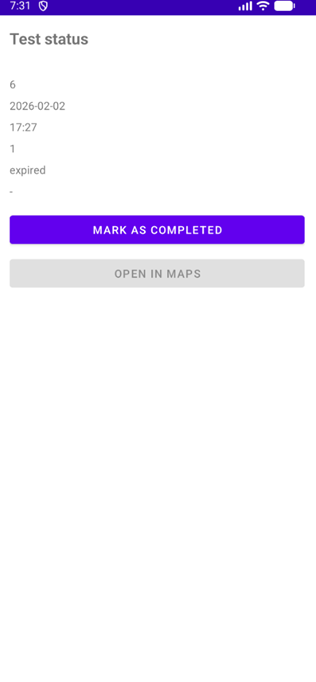 7:31
Test status
6
2026-02-02
17:27
1
expired
-
MARK AS COMPLETED
OPEN IN MAPS